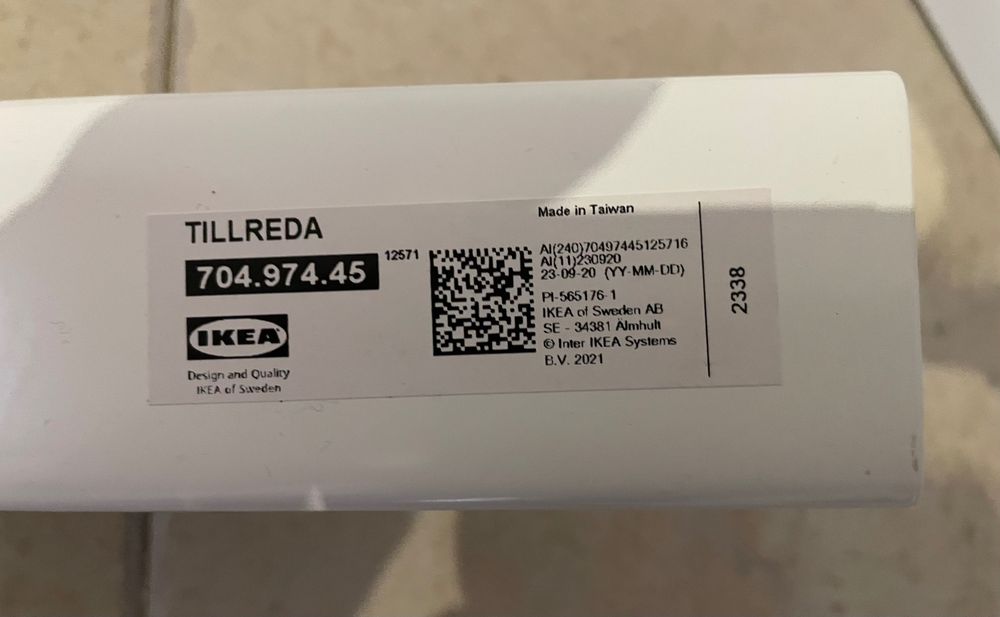 TILLREDA
704.974.45
12571
IKEA
Design and Quality
IKEA of Sweden
Made in Taiwan
AI(240)70497445125716
AI(11)230920
23-09-20 (YY-MM-DD)
PI-565176-1
IKEA of Sweden AB
SE - 34381 Älmhult
© Inter IKEA Systems
B.V. 2021
2338